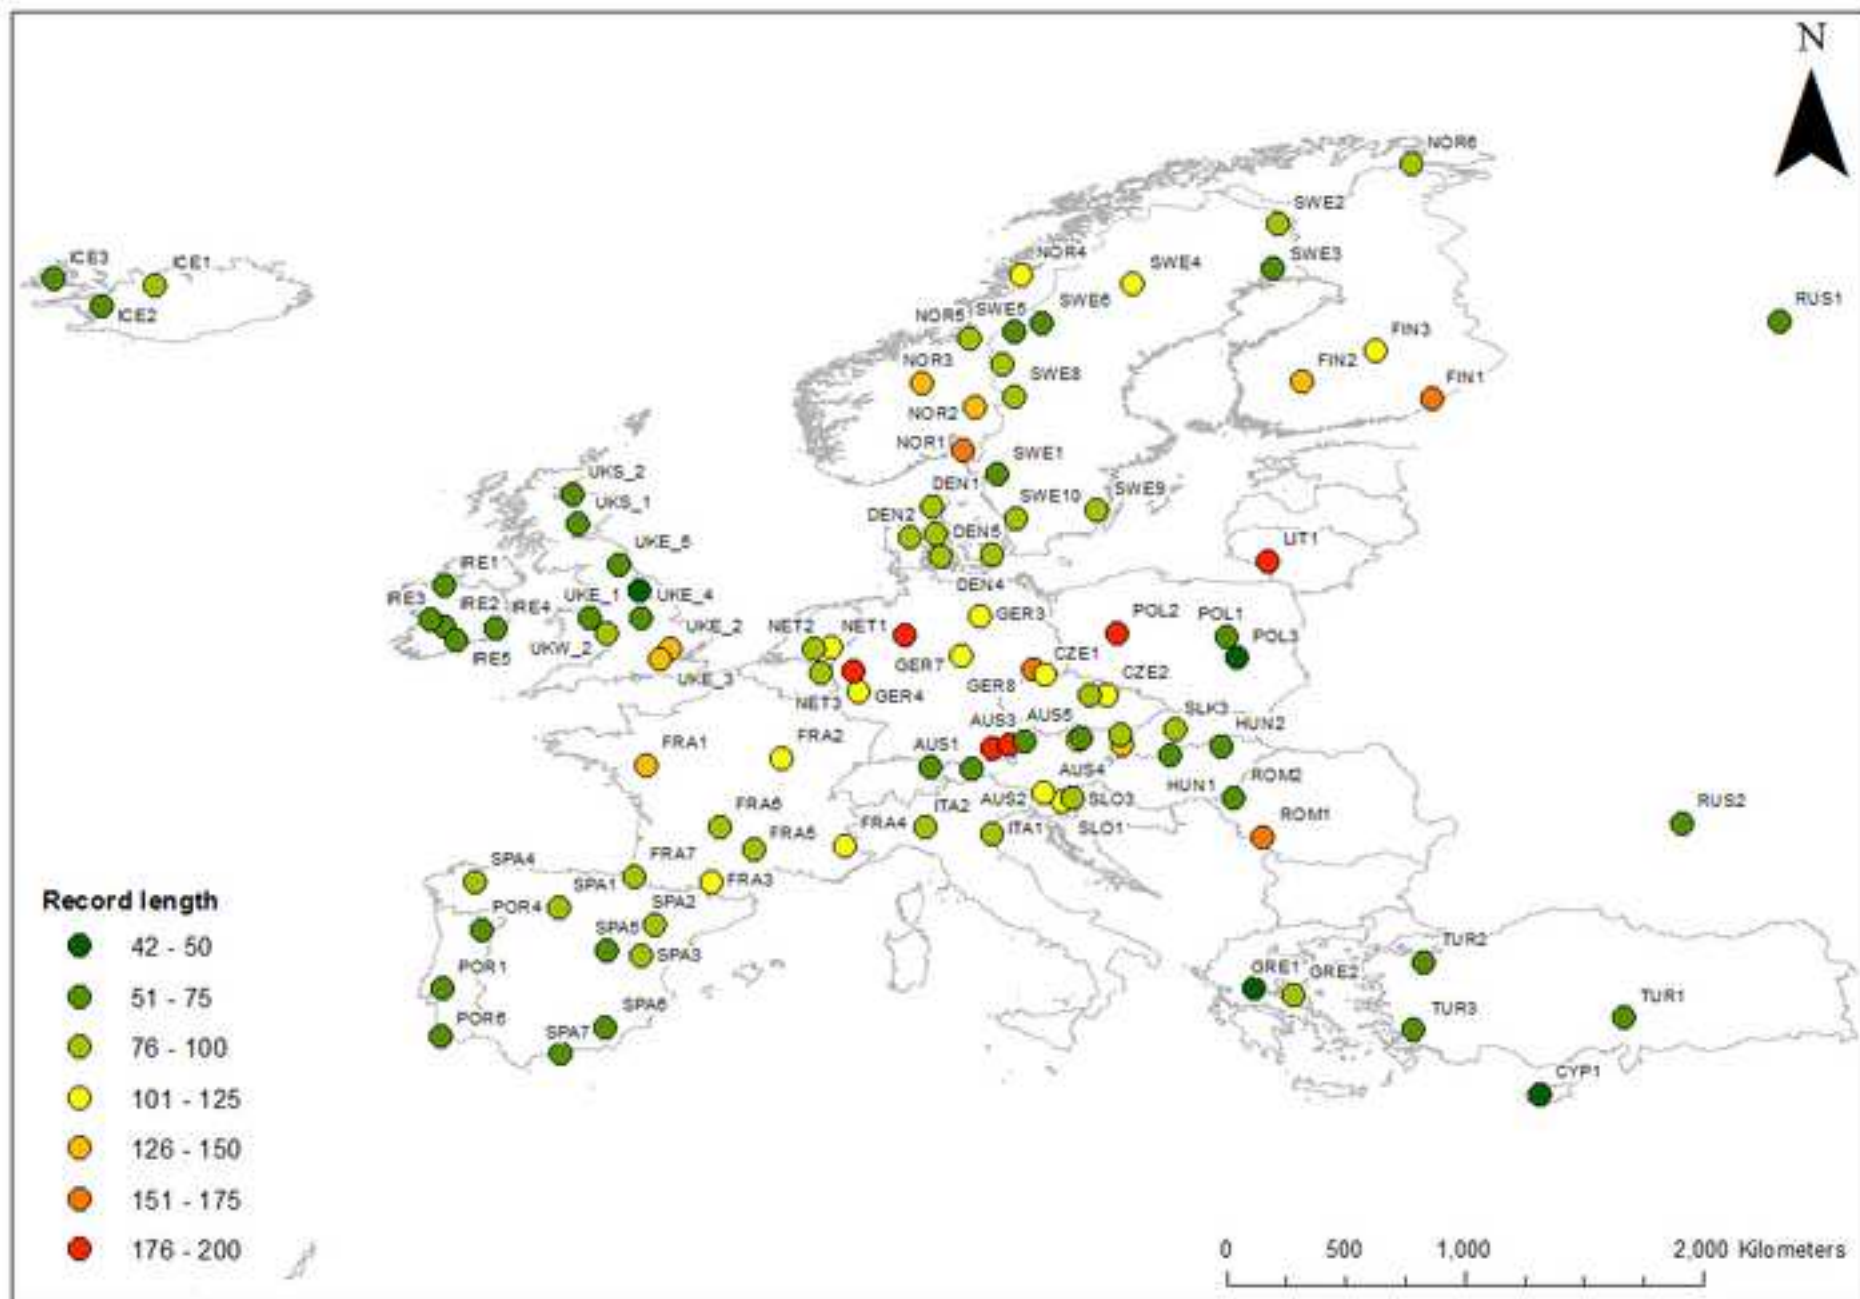 N
NOR6
SWE2
ICE3
ICE1
NOR4
SWE4
SWE3
RUS1
ICE2
NOR5
SWE5
SWE6
FIN3
NOR3
SWE8
FIN2
FIN1
NOR2
NOR1
SWE1
UKS_2
DEN1
UKS_1
SWE10
SWE9
DEN2
DEN5
UKE_5
LIT1
IRE1
DEN4
IRE3
IRE2
IRE4
UKE_1
UKE_4
GER3
POL2
POL1
NET2
NET1
UKE_2
POL3
UKW_2
IRE5
GER7
CZE1
UKE_3
NET3
GER4
GER8
CZE2
AUS3
AUS5
SLK3
HUN2
FRA1
FRA2
AUS1
AUS4
HUN1
ROM2
FRA6
ITA2
AUS2
SLO3
RUS2
FRA5
FRA4
ITA1
SLO1
ROM1
SPA4
FRA7
SPA1
FRA3
Record length
POR4
SPA2
42 - 50
SPA5
SPA3
TUR2
POR1
GRE1
GRE2
51 - 75
POR5
SPA6
TUR3
TUR1
SPA7
76 - 100
CYP1
101 - 125
126 - 150
151 - 175
176 - 200
0 500 1,000 2,000 Kilometers